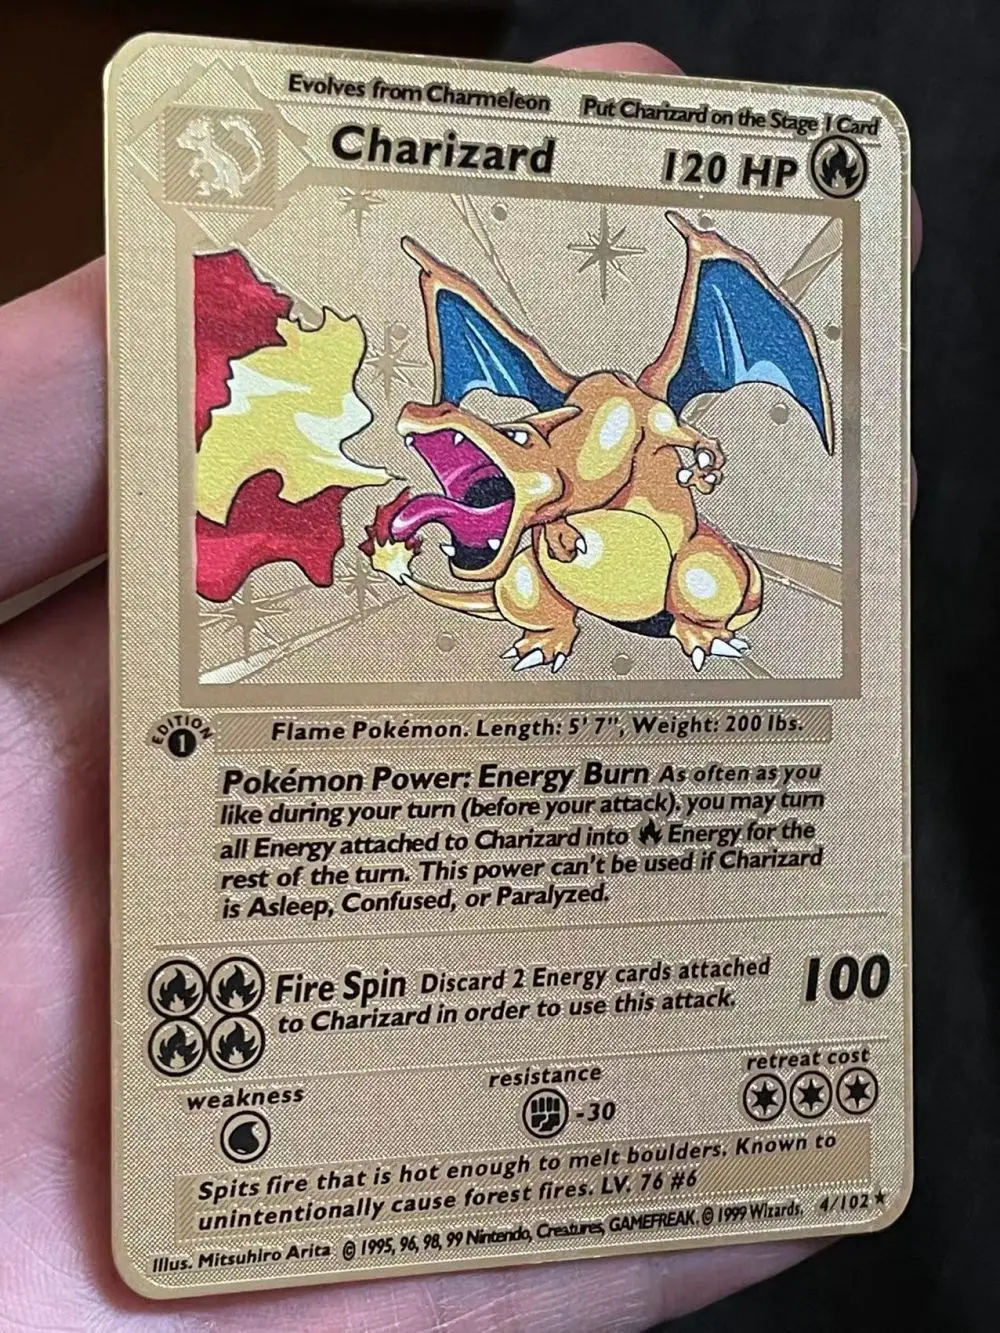 Evolves from Charmeleon Put Charizard on the Stage 1 Card
Charizard 120 HP
EDITION
1
Flame Pokémon. Length: 5' 7", Weight: 200 lbs.
Pokémon Power: Energy Burn As often as you
like during your turn (before your attack), you may turn
all Energy attached to Charizard into Energy for the
rest of the turn. This power can't be used if Charizard
is Asleep, Confused, or Paralyzed.
Fire Spin Discard 2 Energy cards attached
to Charizard in order to use this attack.
100
weakness
resistance
-30
retreat cost
Spits fire that is hot enough to melt boulders. Known to
unintentionally cause forest fires. LV. 76 #6
Illus. Mitsuhiro Arita © 1995, 96, 98, 99 Nintendo, Creatures, GAMEFREAK. © 1999 Wizards. 4/102 ★